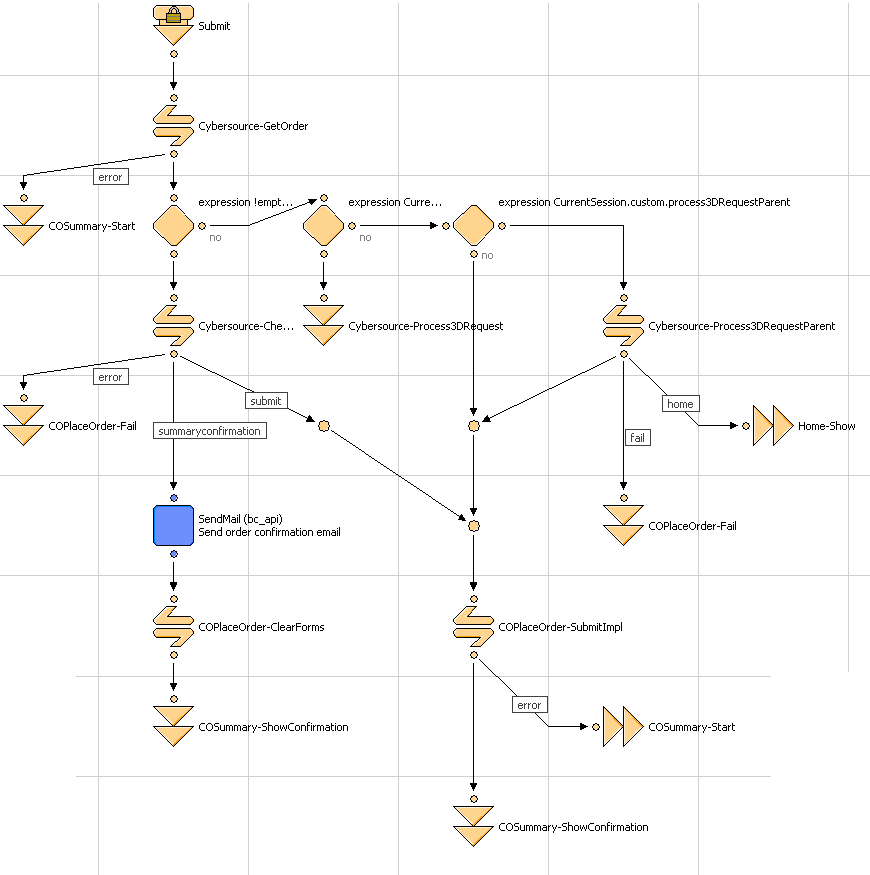 Submit
Cybersource-GetOrder
error
expression !empt...
expression Curre...
expression CurrentSession.custom.process3DRequestParent
COSummary-Start
no
no
no
Cybersource-Che...
Cybersource-Process3DRequest
Cybersource-Process3DRequestParent
error
submit
home
COPlaceOrder-Fail
summaryconfirmation
fail
Home-Show
SendMail (bc_api)
Send order confirmation email
COPlaceOrder-Fail
COPlaceOrder-ClearForms
COPlaceOrder-SubmitImpl
error
COSummary-ShowConfirmation
COSummary-Start
COSummary-ShowConfirmation